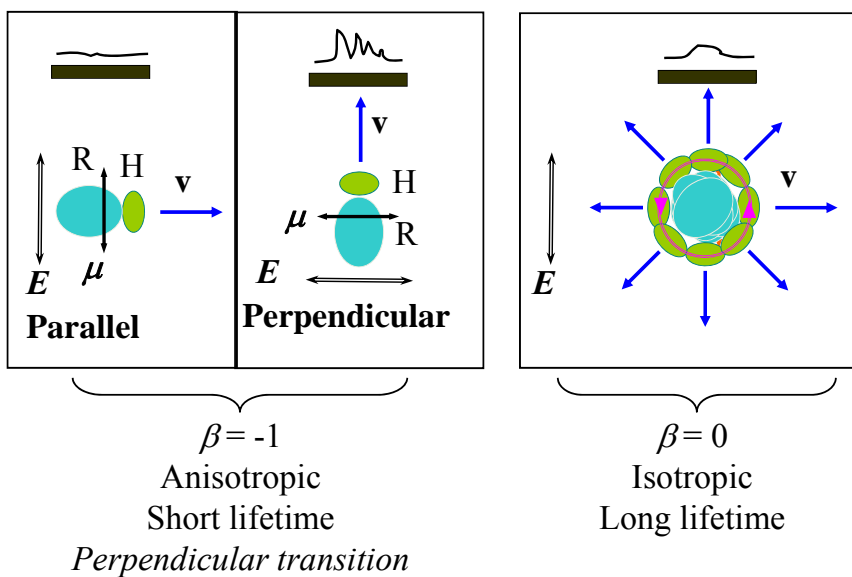 R H v
μ
E
Parallel
v
H
μ R
E
Perpendicular
v
E
β = -1
Anisotropic
Short lifetime
Perpendicular transition
β = 0
Isotropic
Long lifetime